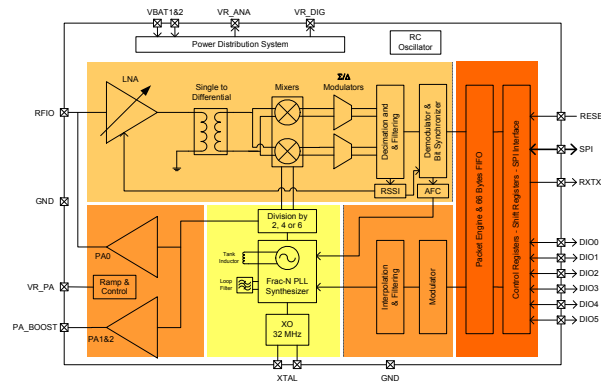 VBAT1&2
VR_ANA
VR_DIG
Power Distribution System
RC
Oscillator
LNA
Single to
Differential
Mixers
Σ/Δ
Modulators
RFIO
Decimation and
& Filtering
Demodulator &
Bit Synchronizer
RSSI
AFC
Packet Engine & 66 Bytes FIFO
Control Registers - Shift Registers - SPI Interface
RESE
SPI
RXTX
GND
Division by
2, 4 or 6
PA0
Tank
Inductor
Loop
Filter
Frac-N PLL
Synthesizer
Interpolation
& Filtering
Modulator
DIO0
DIO1
DIO2
DIO3
DIO4
DIO5
VR_PA
Ramp &
Control
PA_BOOST
PA1&2
XO
32 MHz
XTAL
GND